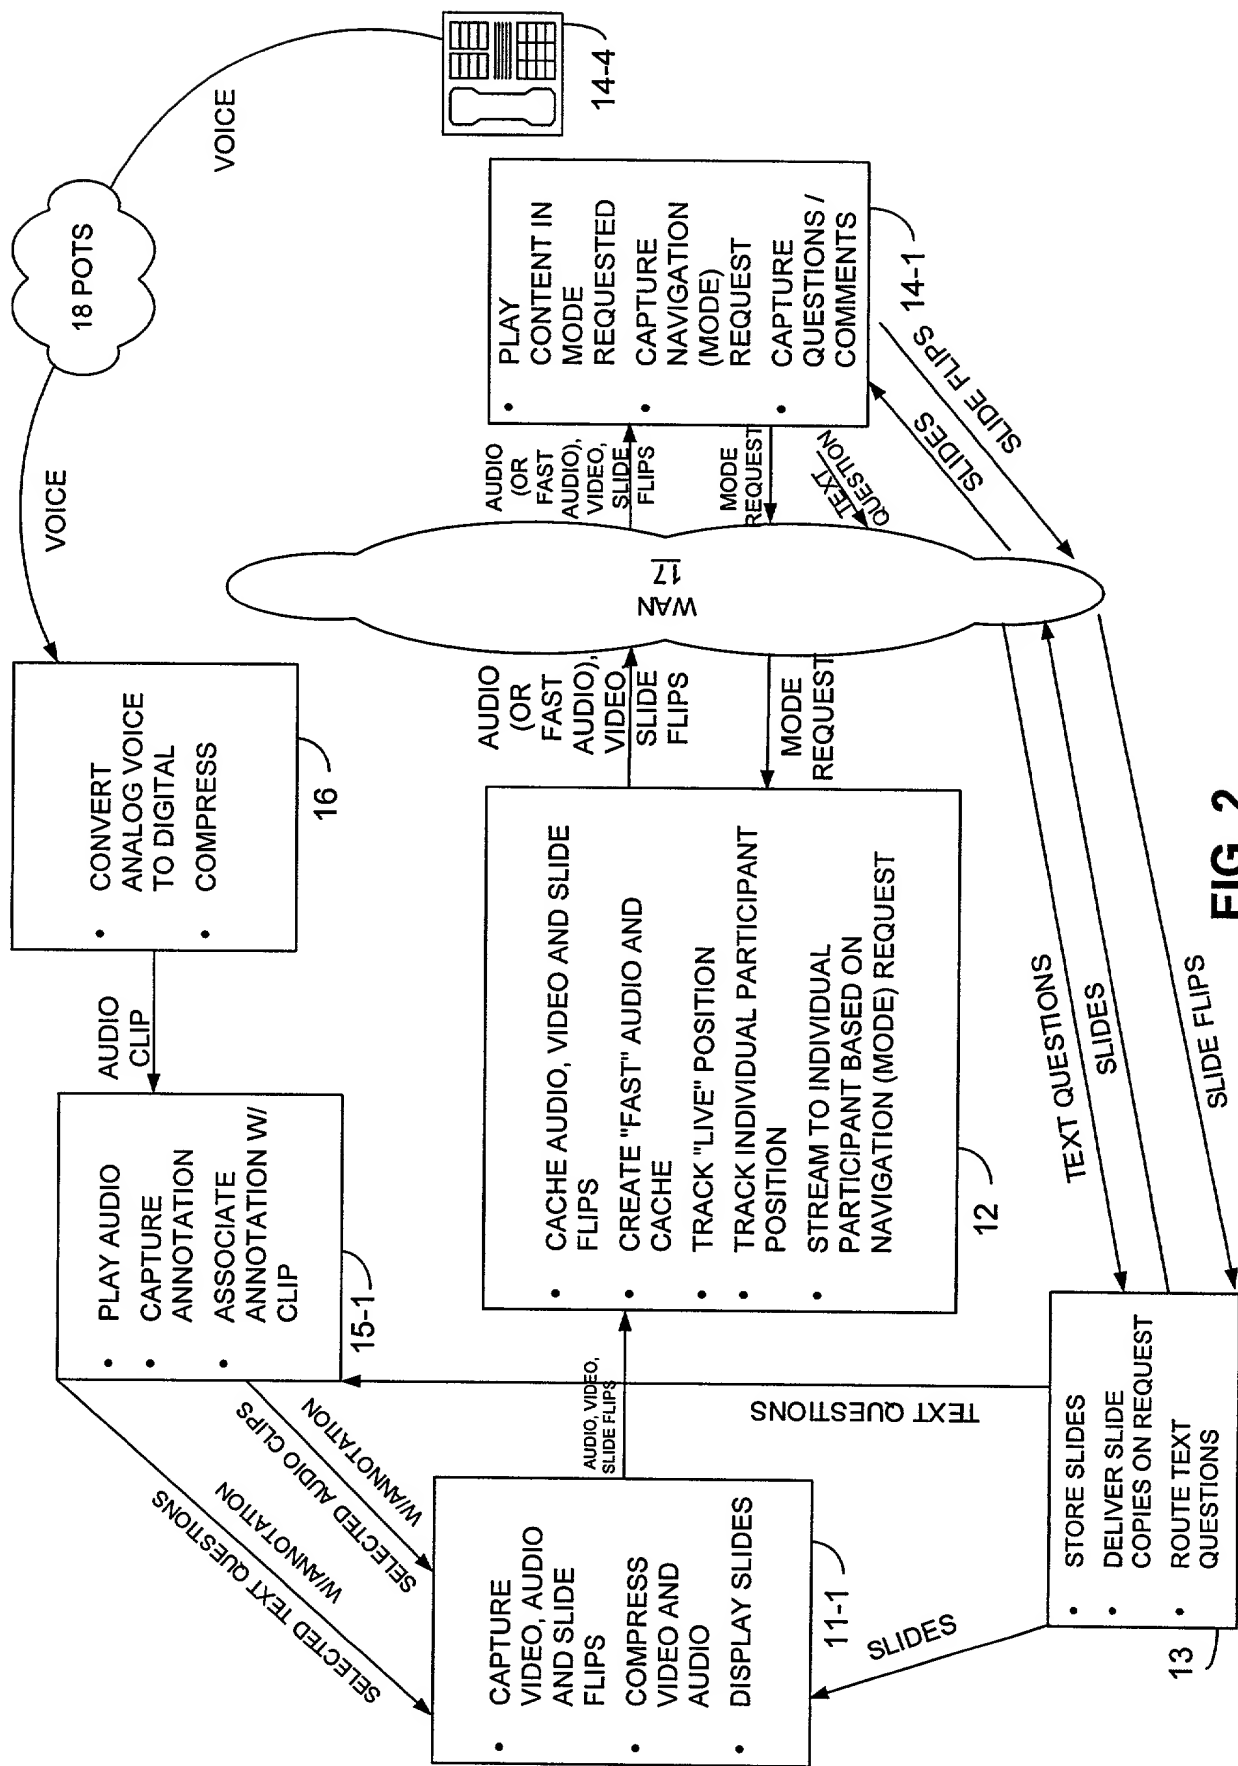 VOICE
18 POTS
VOICE
14-4
• CONVERT
ANALOG VOICE
TO DIGITAL
• COMPRESS
16
AUDIO
CLIP
• PLAY AUDIO
• CAPTURE
ANNOTATION
• ASSOCIATE
ANNOTATION W/
CLIP
15-1
SELECTED TEXT QUESTIONS
W/ANNOTATION
SELECTED AUDIO CLIPS
W/ANNOTATION
• CAPTURE
VIDEO, AUDIO
AND SLIDE
FLIPS
• COMPRESS
VIDEO AND
AUDIO
• DISPLAY SLIDES
11-1
AUDIO, VIDEO,
SLIDE FLIPS
• CACHE AUDIO, VIDEO AND SLIDE
FLIPS
• CREATE "FAST" AUDIO AND
CACHE
• TRACK "LIVE" POSITION
• TRACK INDIVIDUAL PARTICIPANT
POSITION
• STREAM TO INDIVIDUAL
PARTICIPANT BASED ON
NAVIGATION (MODE) REQUEST
12
AUDIO
(OR
FAST
AUDIO),
VIDEO,
SLIDE
FLIPS
MODE
REQUEST
WAN
17
AUDIO
(OR
FAST
AUDIO),
VIDEO,
SLIDE
FLIPS
MODE
REQUEST
TEXT
QUESTION
• PLAY
CONTENT IN
MODE
REQUESTED
• CAPTURE
NAVIGATION
(MODE)
REQUEST
• CAPTURE
QUESTIONS /
COMMENTS
14-1
SLIDES
SLIDE FLIPS
TEXT QUESTIONS
SLIDES
SLIDE FLIPS
TEXT QUESTIONS
SLIDES
• STORE SLIDES
• DELIVER SLIDE
COPIES ON REQUEST
• ROUTE TEXT
QUESTIONS
13
FIG. 2